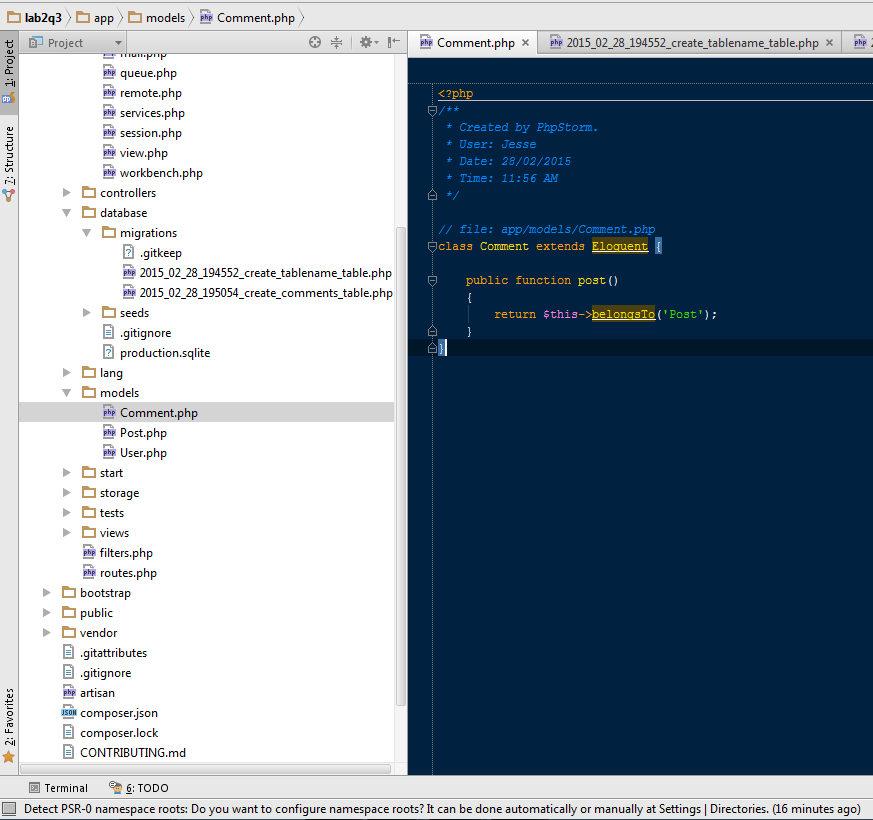 lab2q3 app models Comment.php
1: Project
7: Structure
2: Favorites
Project
mail.php
queue.php
remote.php
services.php
session.php
view.php
workbench.php
controllers
database
migrations
.gitkeep
2015_02_28_194552_create_tablename_table.php
2015_02_28_195054_create_comments_table.php
seeds
.gitignore
production.sqlite
lang
models
Comment.php
Post.php
User.php
start
storage
tests
views
filters.php
routes.php
bootstrap
public
vendor
.gitattributes
.gitignore
artisan
composer.json
composer.lock
CONTRIBUTING.md
Comment.php 2015_02_28_194552_create_tablename_table.php
<?php
/**
* Created by PhpStorm.
* User: Jesse
* Date: 28/02/2015
* Time: 11:56 AM
*/
// file: app/models/Comment.php
class Comment extends Eloquent {
public function post()
{
return $this->belongsTo('Post');
}
}
Terminal 6: TODO
Detect PSR-0 namespace roots: Do you want to configure namespace roots? It can be done automatically or manually at Settings | Directories. (16 minutes ago)